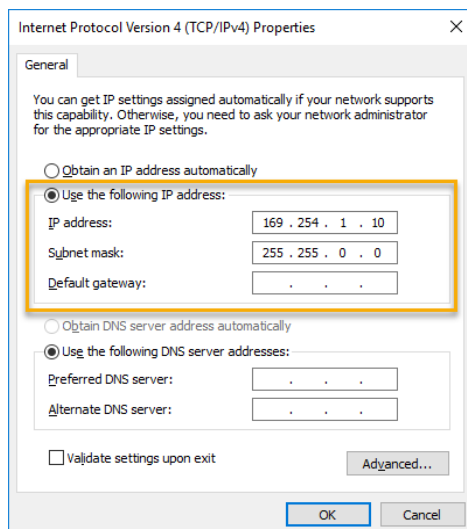 Internet Protocol Version 4 (TCP/IPv4) Properties
General
You can get IP settings assigned automatically if your network supports
this capability. Otherwise, you need to ask your network administrator
for the appropriate IP settings.
Obtain an IP address automatically
Use the following IP address:
IP address: 169 . 254 . 1 . 10
Subnet mask: 255 . 255 . 0 . 0
Default gateway: . . .
Obtain DNS server address automatically
Use the following DNS server addresses:
Preferred DNS server: . . .
Alternate DNS server: . . .
Validate settings upon exit
Advanced...
OK Cancel